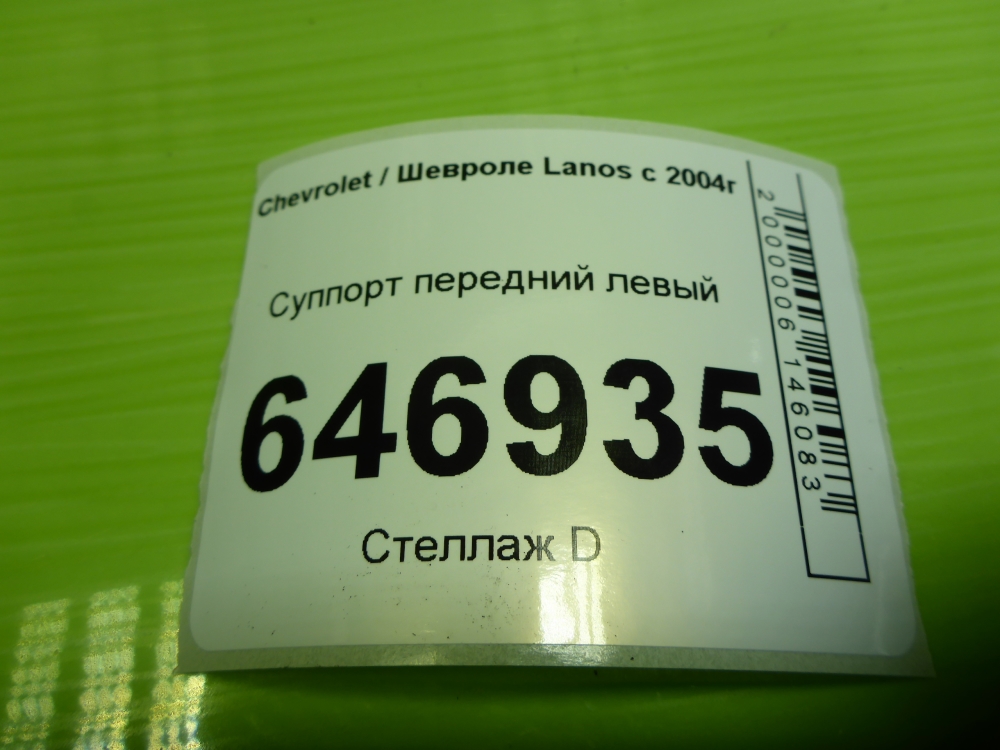 Chevrolet / Шевроле Lanos с 2004г
Суппорт передний левый
646935
Стеллаж D
2000006146083